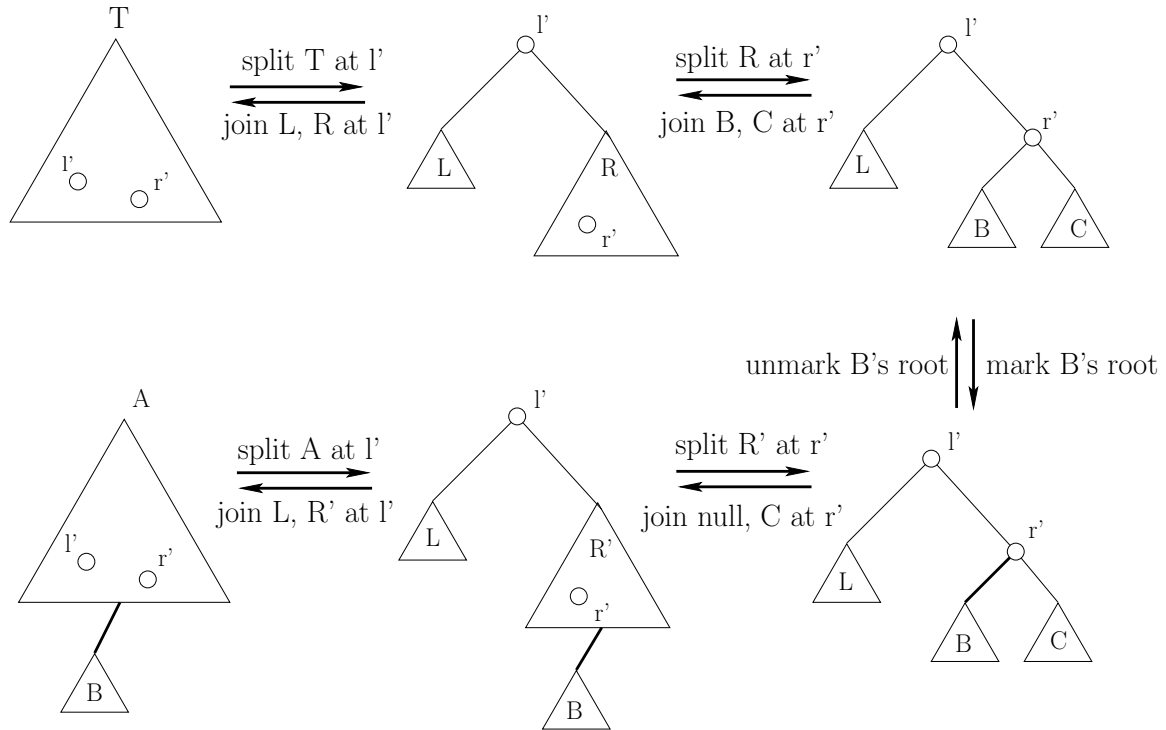 T
l’
r’
split T at l’
join L, R at l’
l’
L
R
r’
split R at r’
join B, C at r’
l’
r’
L
B
C
unmark B's root
mark B's root
A
l’
r’
B
split A at l’
join L, R’ at l’
l’
L
R’
r’
B
split R’ at r’
join null, C at r’
l’
r’
L
B
C